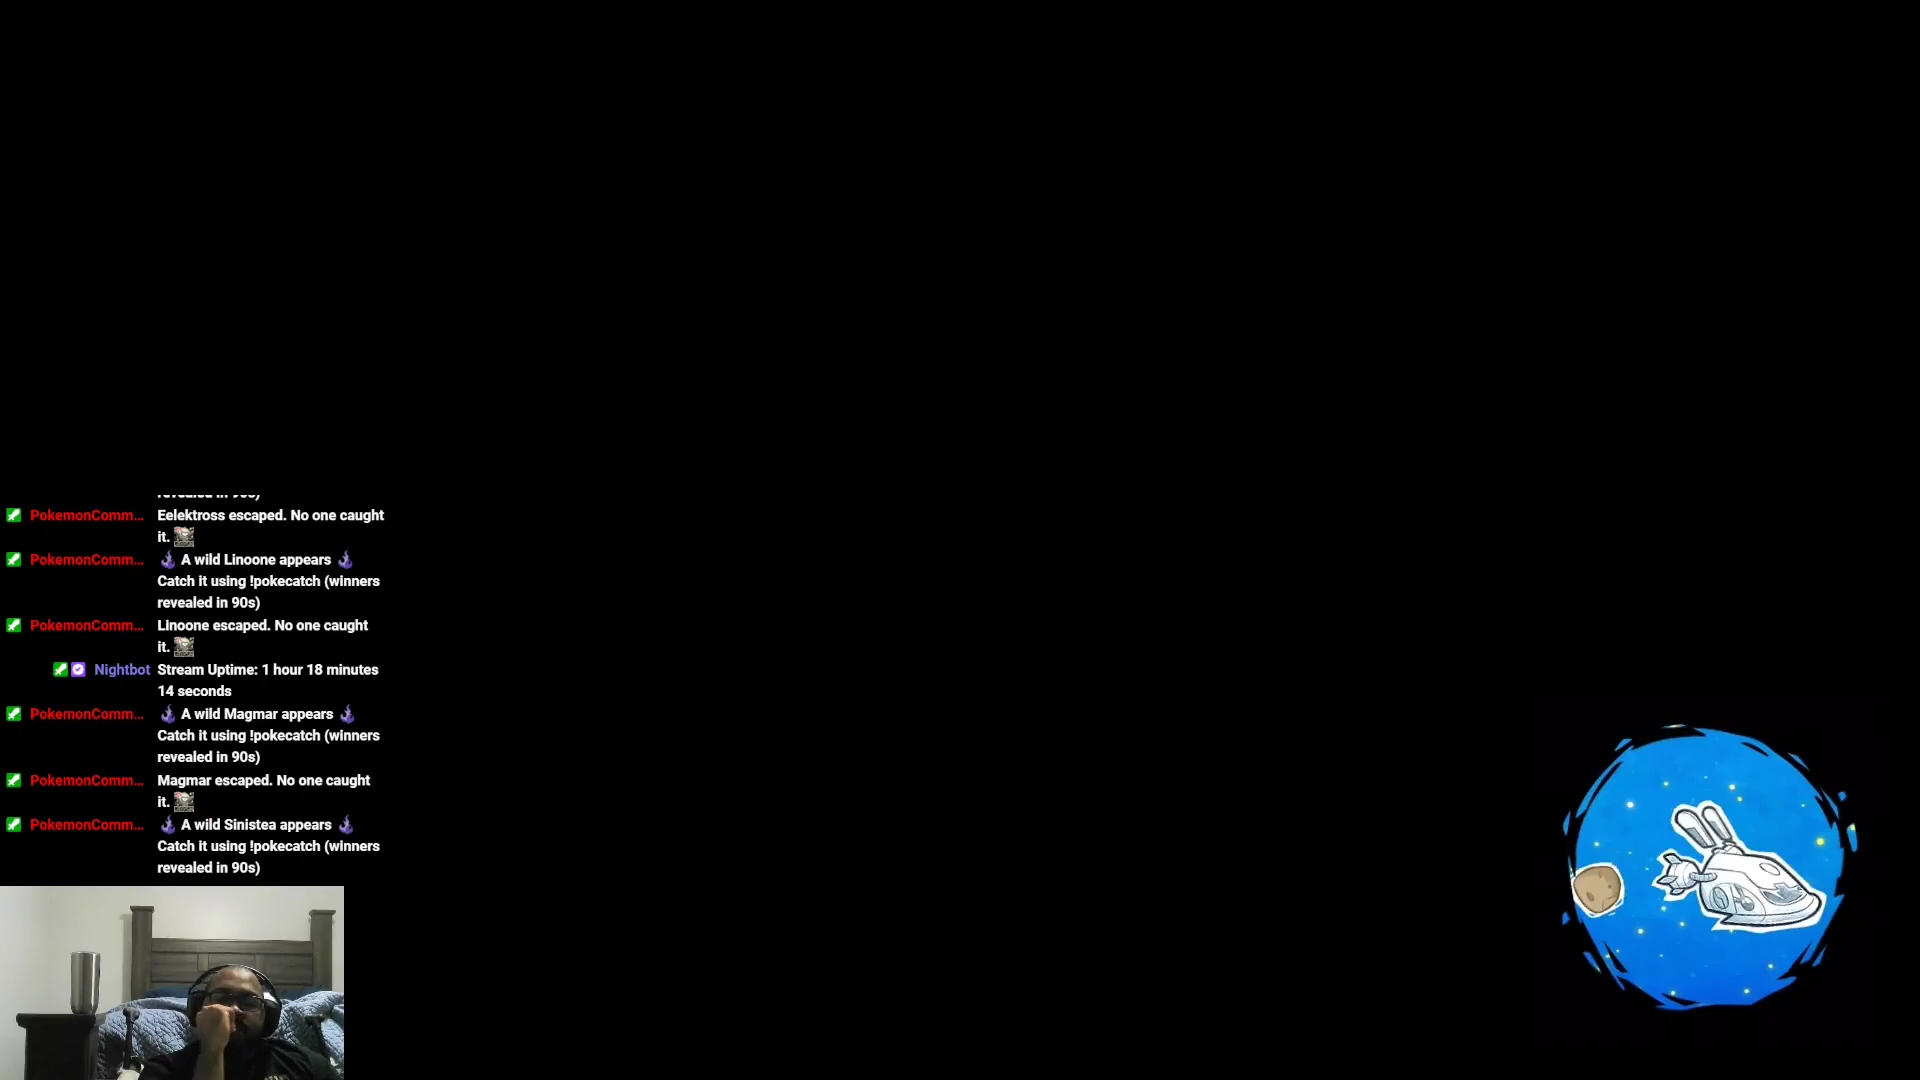 revealed in 90s)
PokemonComm... Eelektross escaped. No one caught
it.
PokemonComm... A wild Linoone appears
Catch it using !pokecatch (winners
revealed in 90s)
PokemonComm... Linoone escaped. No one caught
it.
Nightbot Stream Uptime: 1 hour 18 minutes
14 seconds
PokemonComm... A wild Magmar appears
Catch it using !pokecatch (winners
revealed in 90s)
PokemonComm... Magmar escaped. No one caught
it.
PokemonComm... A wild Sinistea appears
Catch it using !pokecatch (winners
revealed in 90s)